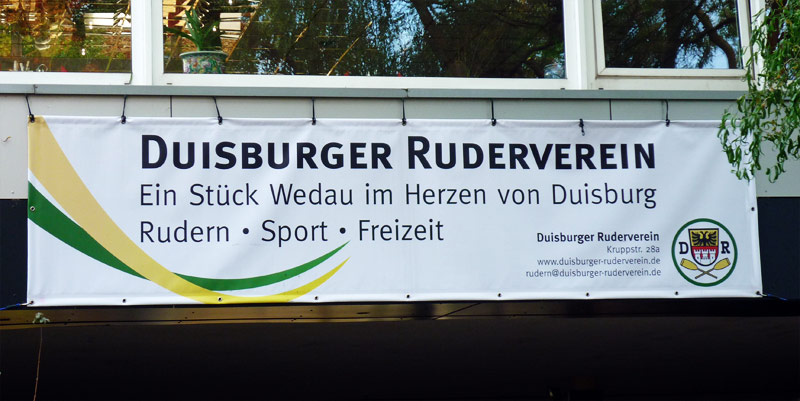 DUISBURGER RUDERVEREIN
Ein Stück Wedau im Herzen von Duisburg
Rudern • Sport • Freizeit
Duisburger Ruderverein
Kruppstr. 28a
www.duisburger-ruderverein.de
rudern@duisburger-ruderverein.de
D R